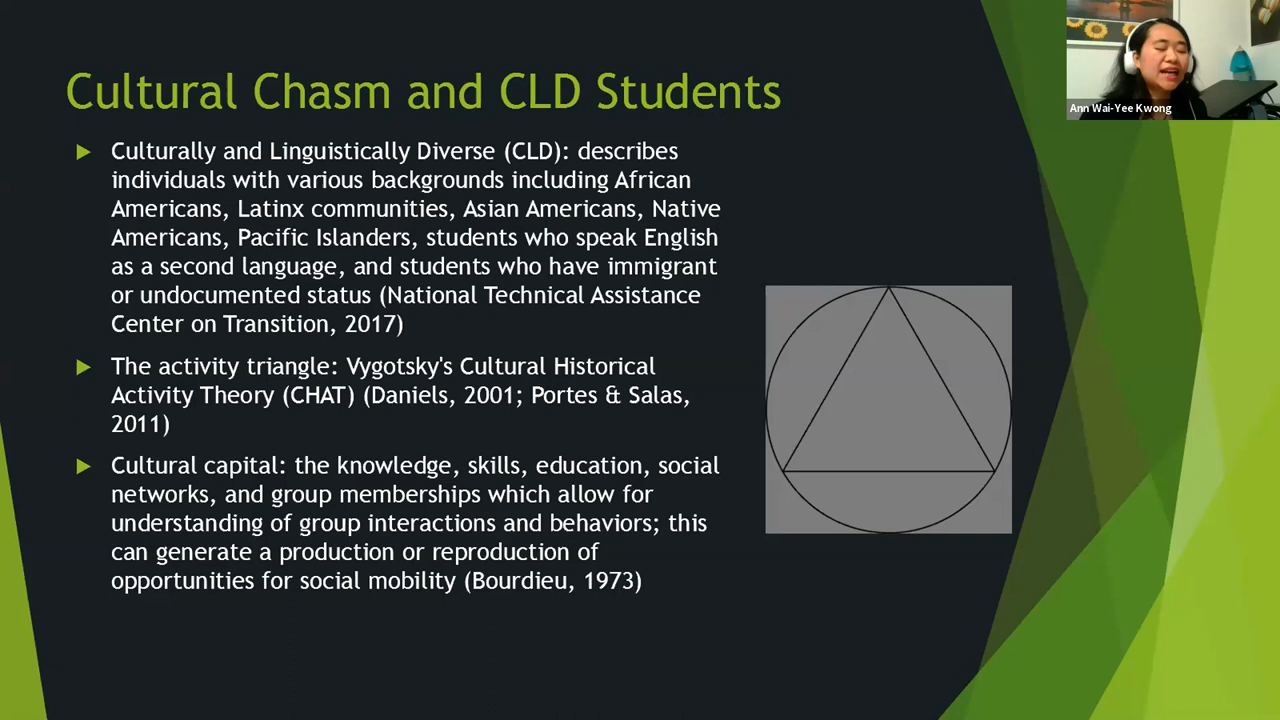 Cultural Chasm and CLD Students
Culturally and Linguistically Diverse (CLD): describes
individuals with various backgrounds including African
Americans, Latinx communities, Asian Americans, Native
Americans, Pacific Islanders, students who speak English
as a second language, and students who have immigrant
or undocumented status (National Technical Assistance
Center on Transition, 2017)
The activity triangle: Vygotsky's Cultural Historical
Activity Theory (CHAT) (Daniels, 2001; Portes & Salas,
2011)
Cultural capital: the knowledge, skills, education, social
networks, and group memberships which allow for
understanding of group interactions and behaviors; this
can generate a production or reproduction of
opportunities for social mobility (Bourdieu, 1973)
Ann Wai-Yee Kwong